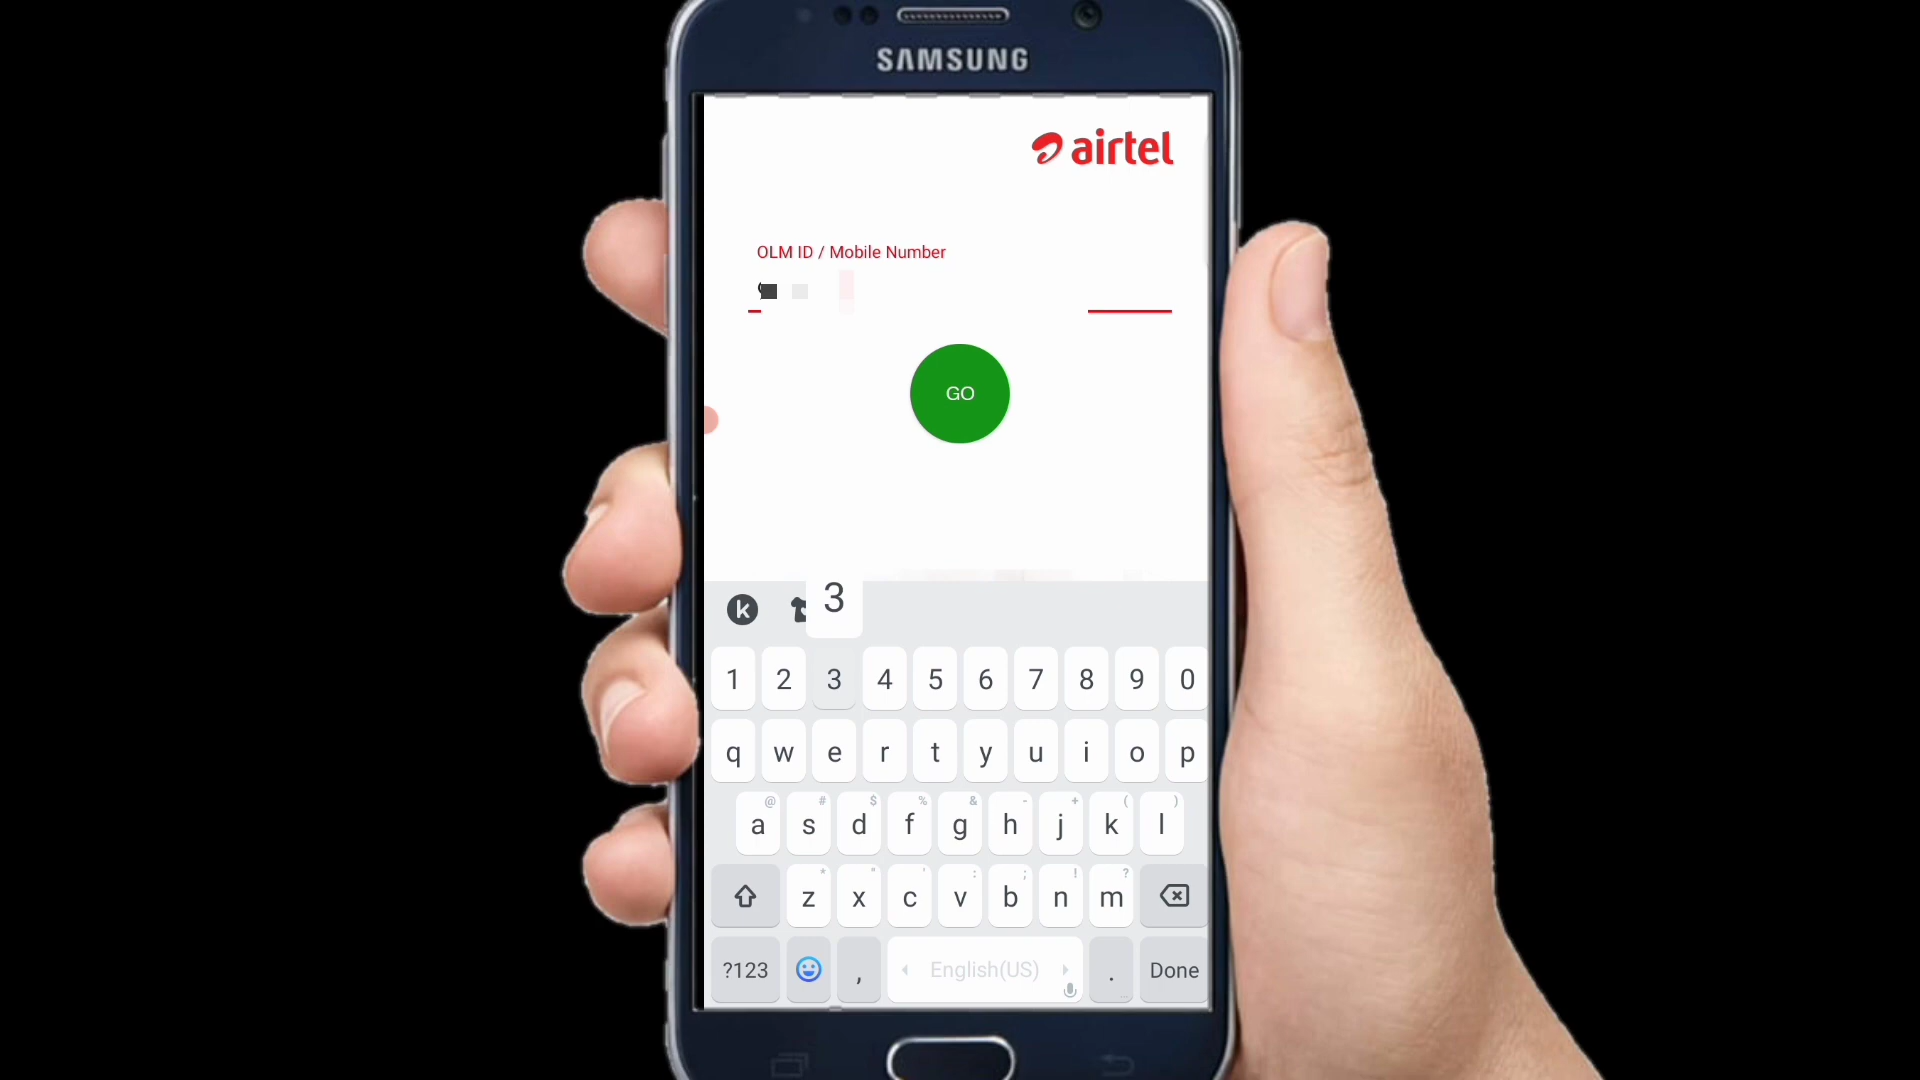 SAMSUNG
airtel
OLM ID / Mobile Number
GO
3
1 2 3 4 5 6 7 8 9 0
q w e r t y u i o p
@ # $ % & - + ( )
a s d f g h j k l
* " ' : ; ! ?
z x c v b n m
?123 , English(US) . Done